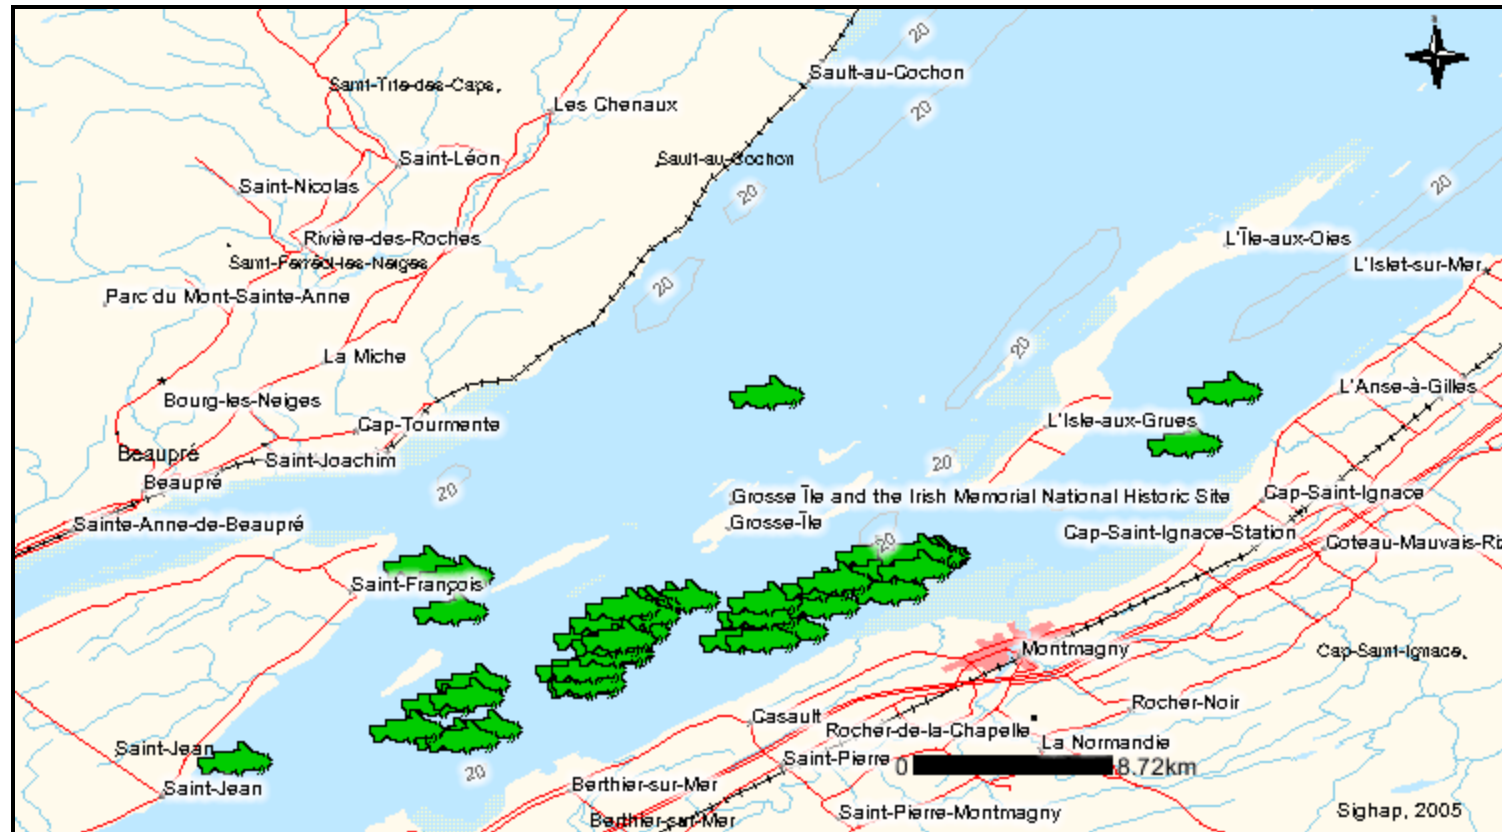 20
Sault-au-Cochon
Saint-Tite-des-Caps.
Les Chenaux
20
Saint-Léon
Sault-au-Cochon
Saint-Nicolas
20
20
Rivière-des-Roches
L'Île-aux-Oies
Saint-Ferréol-les-Neiges
L'Islet-sur-Mer
Parc du Mont-Sainte-Anne
20
La Miche
20
L'Anse-à-Gilles
Bourg-les-Neiges
Cap-Tourmente
L'Isle-aux-Grues
Beaupré
Saint-Joachim
20
Beaupré
20
Grosse Île and the Irish Memorial National Historic Site
Cap-Saint-Ignace
Sainte-Anne-de-Beaupré
Grosse-Île
Cap-Saint-Ignace-Station
20
Coteau-Mauvais-Ri
Saint-François
Montmagny
Cap-Saint-Ignace.
Rocher-Noir
Casault
Rocher-de-la-Chapelle
Saint-Jean
La Normandie
Saint-Pierre
0
8.72km
20
Saint-Jean
Berthier-sur-Mer
Saint-Pierre-Montmagny
Sighap, 2005
Berthier-sur-Mer